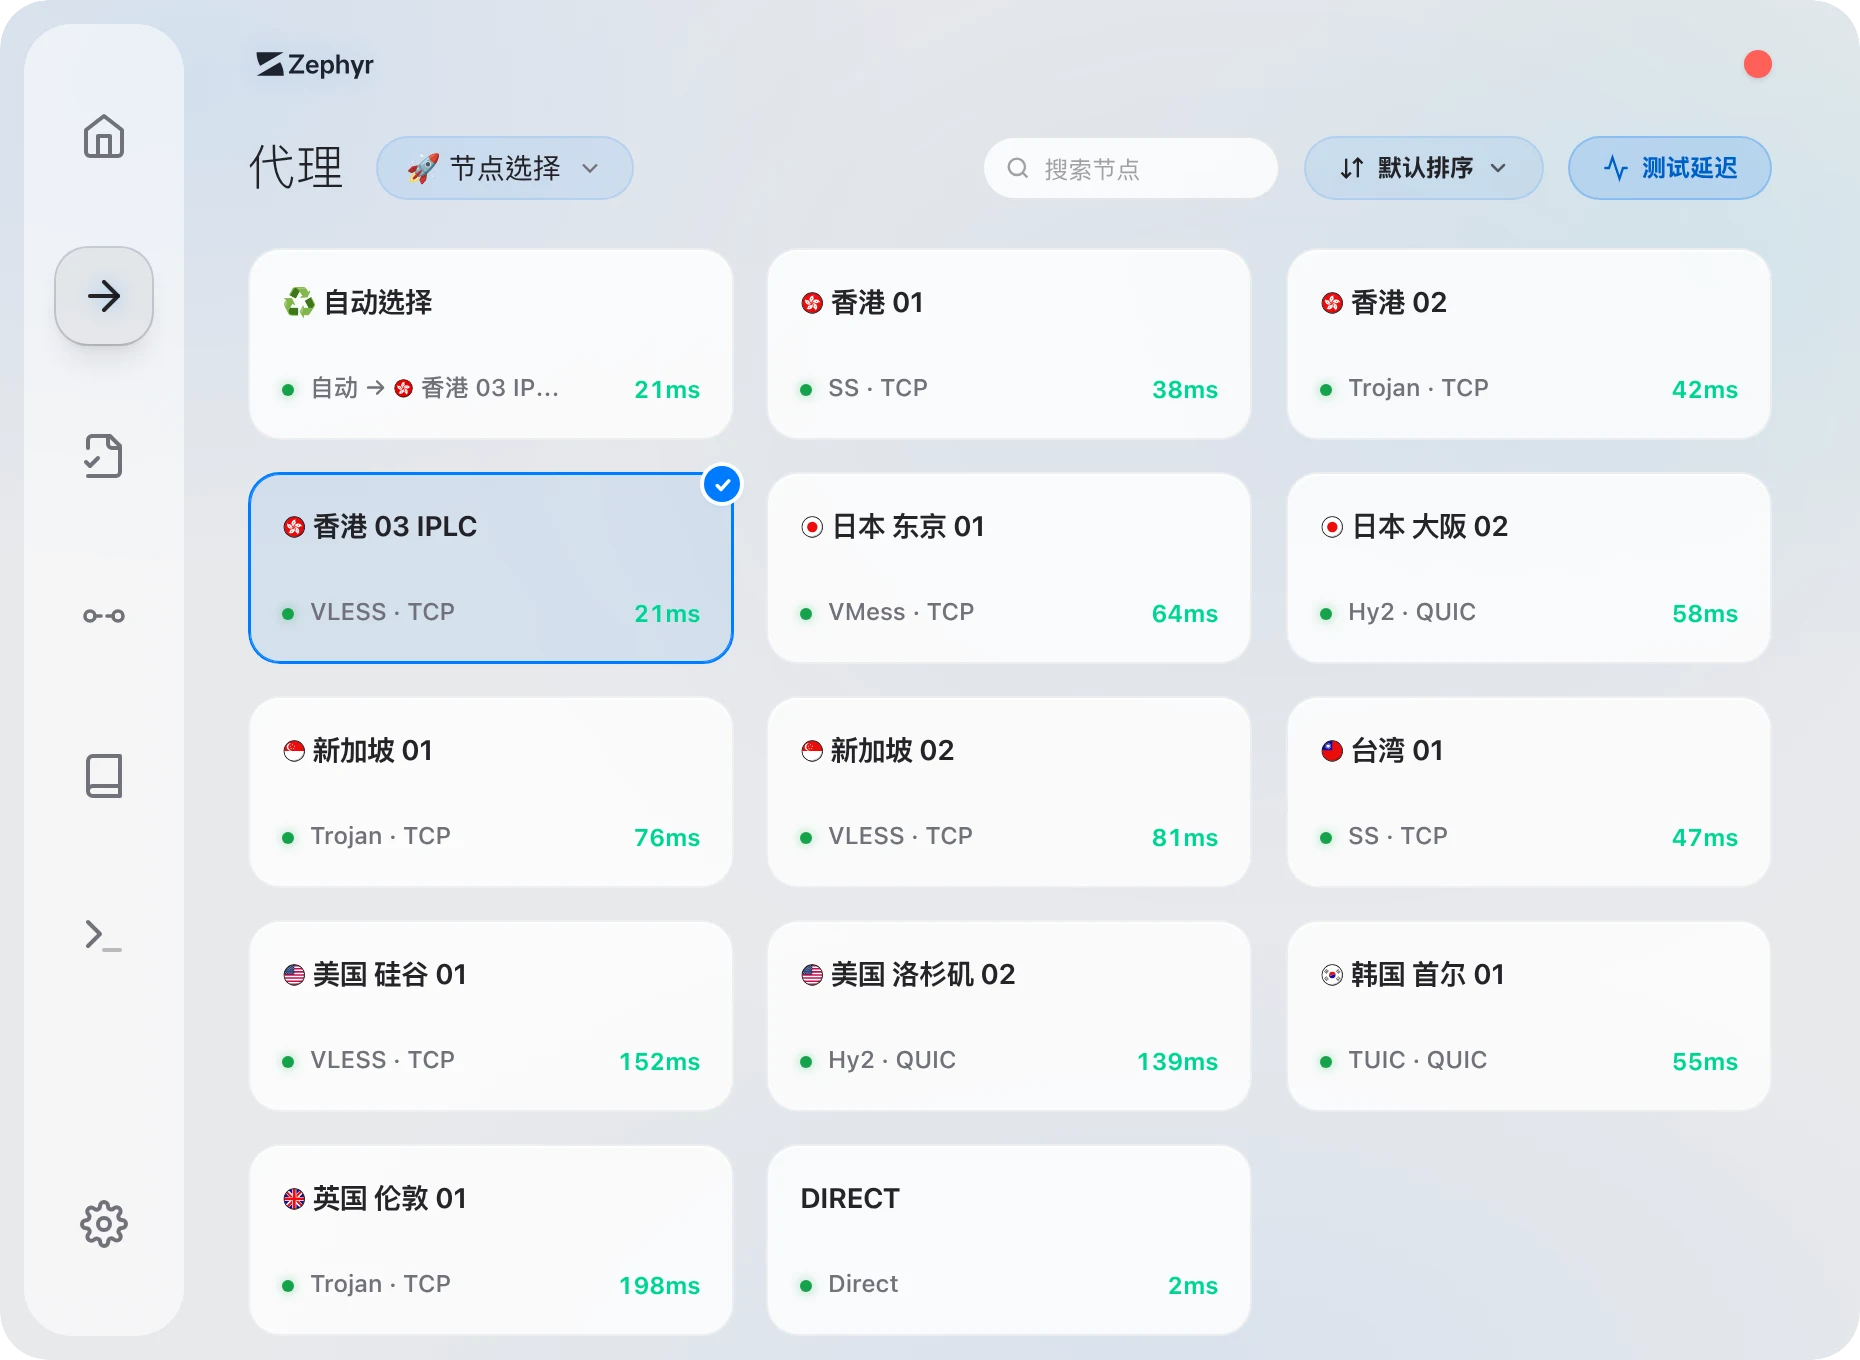 Zephyr
代理
🚀 节点选择
搜索节点
默认排序
测试延迟
♻️ 自动选择
自动 → 🇭🇰 香港 03 IP...
21ms
🇭🇰 香港 01
SS · TCP
38ms
🇭🇰 香港 02
Trojan · TCP
42ms
🇭🇰 香港 03 IPLC
VLESS · TCP
21ms
🇯🇵 日本 东京 01
VMess · TCP
64ms
🇯🇵 日本 大阪 02
Hy2 · QUIC
58ms
🇸🇬 新加坡 01
Trojan · TCP
76ms
🇸🇬 新加坡 02
VLESS · TCP
81ms
🇹🇼 台湾 01
SS · TCP
47ms
🇺🇸 美国 硅谷 01
VLESS · TCP
152ms
🇺🇸 美国 洛杉矶 02
Hy2 · QUIC
139ms
🇰🇷 韩国 首尔 01
TUIC · QUIC
55ms
🇬🇧 英国 伦敦 01
Trojan · TCP
198ms
DIRECT
Direct
2ms